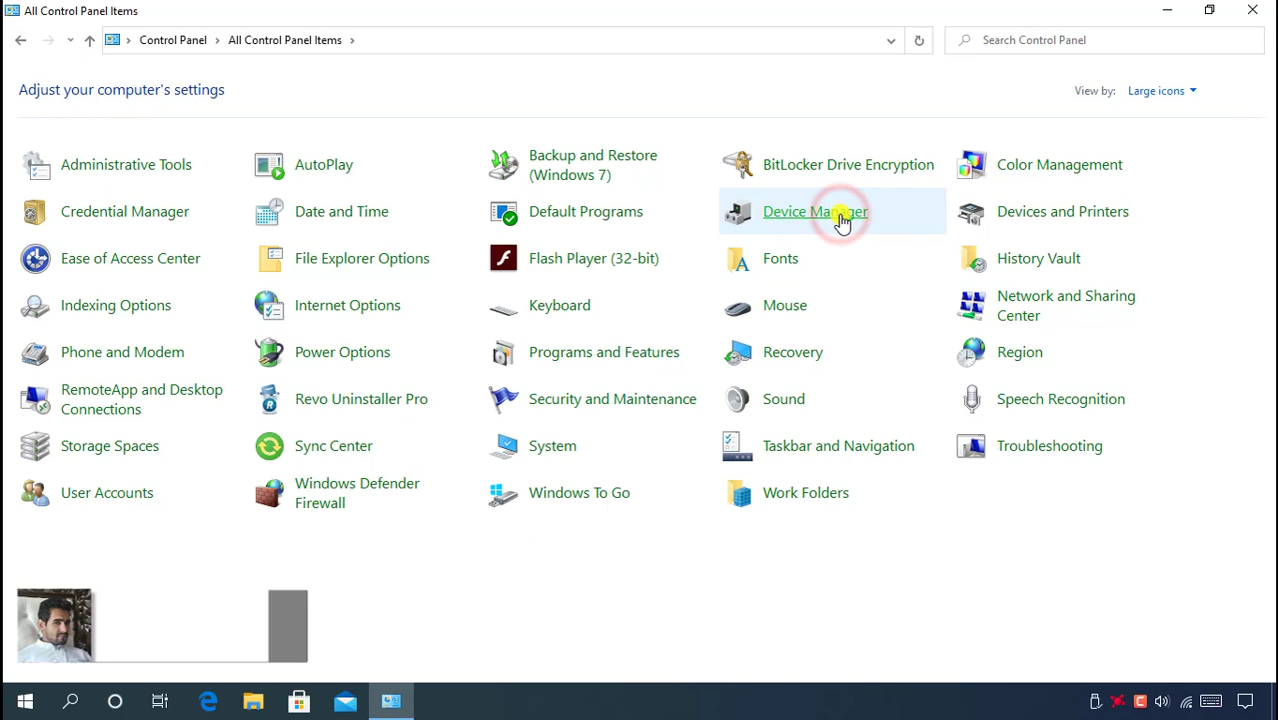 All Control Panel Items
Control Panel
All Control Panel Items
Search Control Panel
Adjust your computer's settings
View by:
Large icons
Administrative Tools
AutoPlay
Backup and Restore
(Windows 7)
BitLocker Drive Encryption
Color Management
Credential Manager
Date and Time
Default Programs
Device Manager
Devices and Printers
Ease of Access Center
File Explorer Options
Flash Player (32-bit)
Fonts
History Vault
Indexing Options
Internet Options
Keyboard
Mouse
Network and Sharing
Center
Phone and Modem
Power Options
Programs and Features
Recovery
Region
RemoteApp and Desktop
Connections
Revo Uninstaller Pro
Security and Maintenance
Sound
Speech Recognition
Storage Spaces
Sync Center
System
Taskbar and Navigation
Troubleshooting
User Accounts
Windows Defender
Firewall
Windows To Go
Work Folders